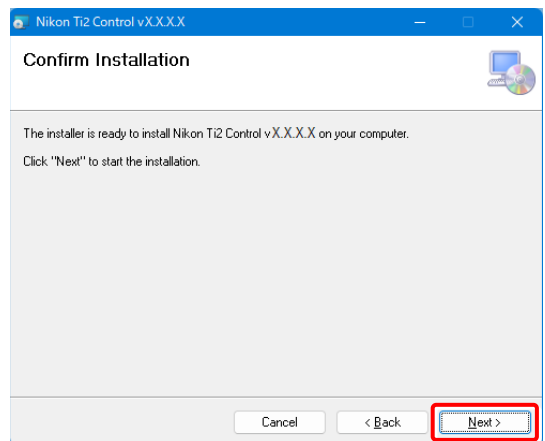 Nikon Ti2 Control vX.X.X.X
Confirm Installation
The installer is ready to install Nikon Ti2 Control v X.X.X.X on your computer.
Click "Next" to start the installation.
Cancel
< Back
Next >